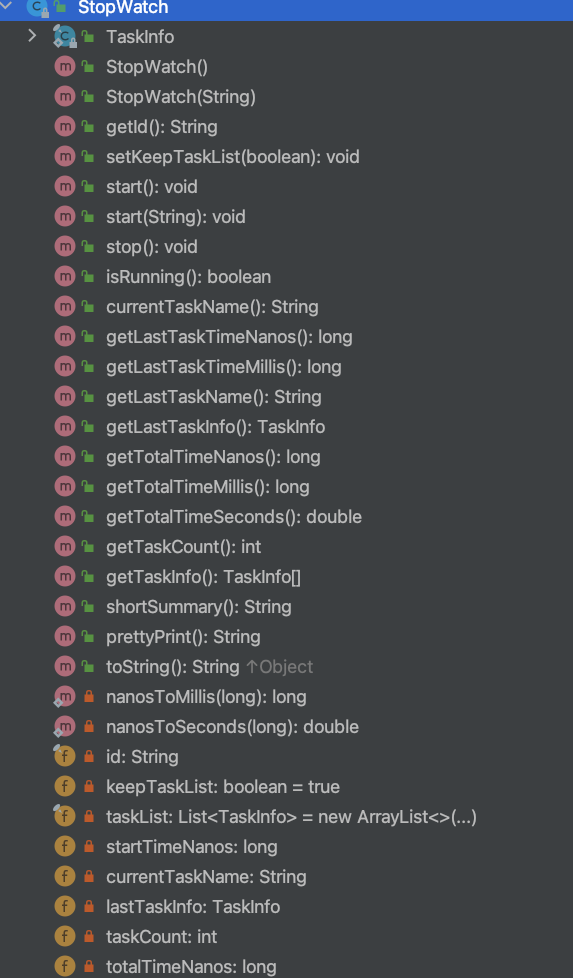 StopWatch
TaskInfo
StopWatch()
StopWatch(String)
getId(): String
setKeepTaskList(boolean): void
start(): void
start(String): void
stop(): void
isRunning(): boolean
currentTaskName(): String
getLastTaskTimeNanos(): long
getLastTaskTimeMillis(): long
getLastTaskName(): String
getLastTaskInfo(): TaskInfo
getTotalTimeNanos(): long
getTotalTimeMillis(): long
getTotalTimeSeconds(): double
getTaskCount(): int
getTaskInfo(): TaskInfo[]
shortSummary(): String
prettyPrint(): String
toString(): String ↑Object
nanosToMillis(long): long
nanosToSeconds(long): double
id: String
keepTaskList: boolean = true
taskList: List<TaskInfo> = new ArrayList<>(...)
startTimeNanos: long
currentTaskName: String
lastTaskInfo: TaskInfo
taskCount: int
totalTimeNanos: long